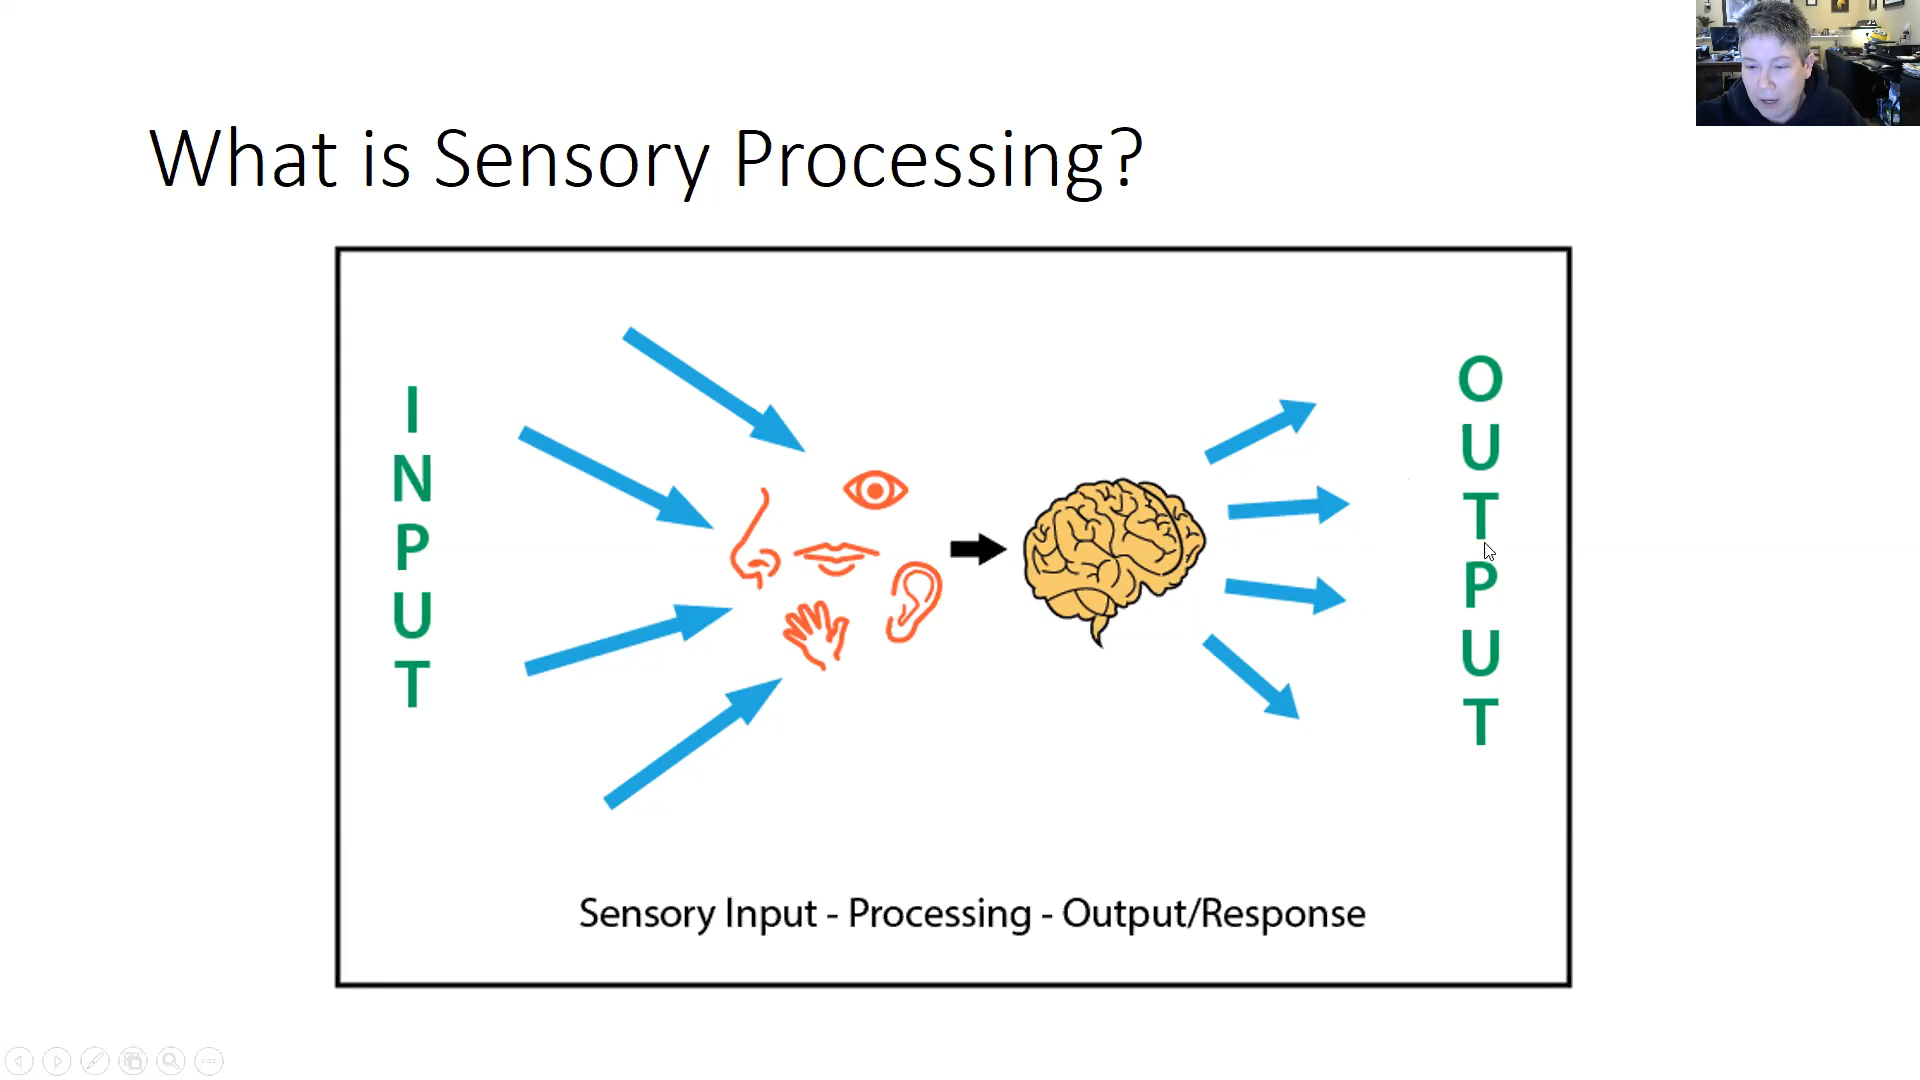 What is Sensory Processing?
INPUT
OUTPUT
Sensory Input - Processing - Output/Response